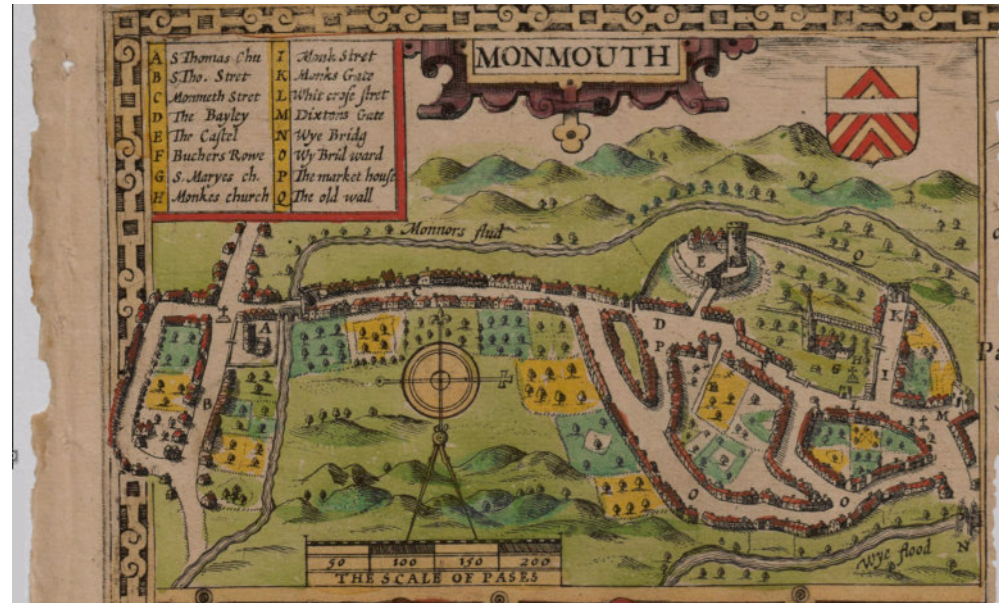 MONMOUTH
A S Thomas Chu
B S. Tho. Stret
C Monmeth Stret
D The Bayley
E The Castel
F Buchers Rowe
G S. Maryes ch.
H Monkes church
I Monk Stret
K Monks Gate
L Whit crose stret
M Dixtons Gate
N Wye Bridg
O Wy Brid ward
P The market house
Q The old wall
Monnors flud
E
Q
C
A
D
K
P
H
G
I
B
L
M
O
O
N
Wye flood
50 100 150 200
THE SCALE OF PASES